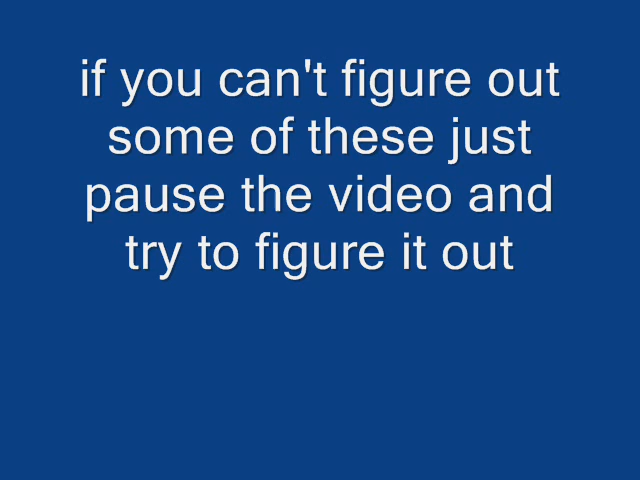 if you can't figure out
some of these just
pause the video and
try to figure it out